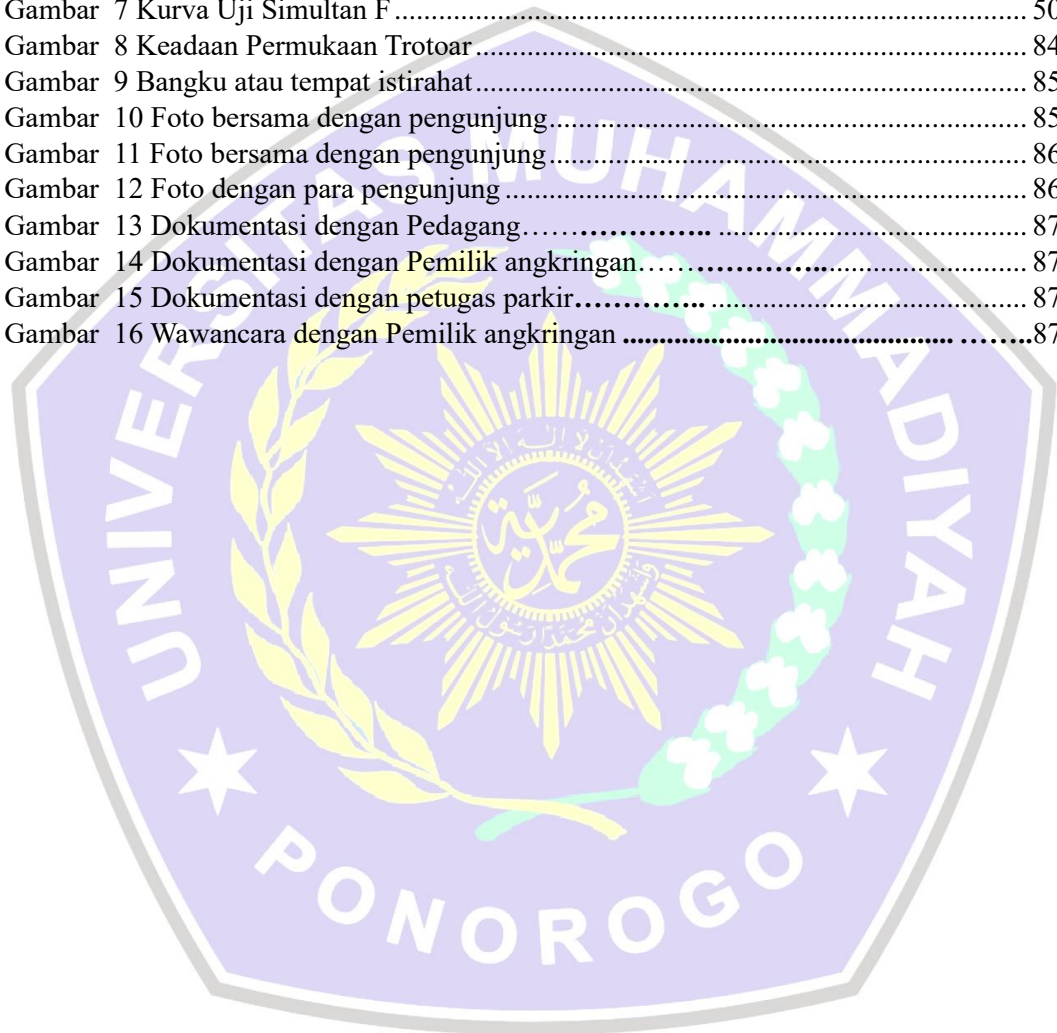 Gambar 7 Kurva Uji Simultan F ........................................................................ 50
Gambar 8 Keadaan Permukaan Trotoar ........................................................................ 84
Gambar 9 Bangku atau tempat istirahat ........................................................................ 85
Gambar 10 Foto bersama dengan pengunjung ........................................................................ 85
Gambar 11 Foto bersama dengan pengunjung ........................................................................ 86
Gambar 12 Foto dengan para pengunjung ........................................................................ 86
Gambar 13 Dokumentasi dengan Pedagang…….………….. ............................................. 87
Gambar 14 Dokumentasi dengan Pemilik angkringan…….…………................................ 87
Gambar 15 Dokumentasi dengan petugas parkir.…………... ............................................. 87
Gambar 16 Wawancara dengan Pemilik angkringan ................................................ ……..87
UNIVERSITAS MUHAMMADIYAH
PONOROGO
محمد